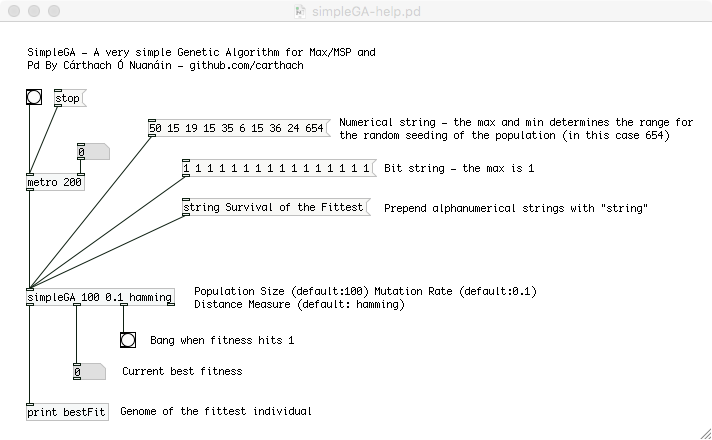 simpleGA-help.pd
SimpleGA – A very simple Genetic Algorithm for Max/MSP and
Pd By Cárthach Ó Nuanáin – github.com/carthach
stop
50 15 19 15 35 6 15 36 24 654
Numerical string – the max and min determines the range for
the random seeding of the population (in this case 654)
0
1 1 1 1 1 1 1 1 1 1 1 1 1 1 1 1
Bit string – the max is 1
metro 200
string Survival of the Fittest
Prepend alphanumerical strings with "string"
simpleGA 100 0.1 hamming
Population Size (default:100) Mutation Rate (default:0.1)
Distance Measure (default: hamming)
Bang when fitness hits 1
0
Current best fitness
print bestFit
Genome of the fittest individual